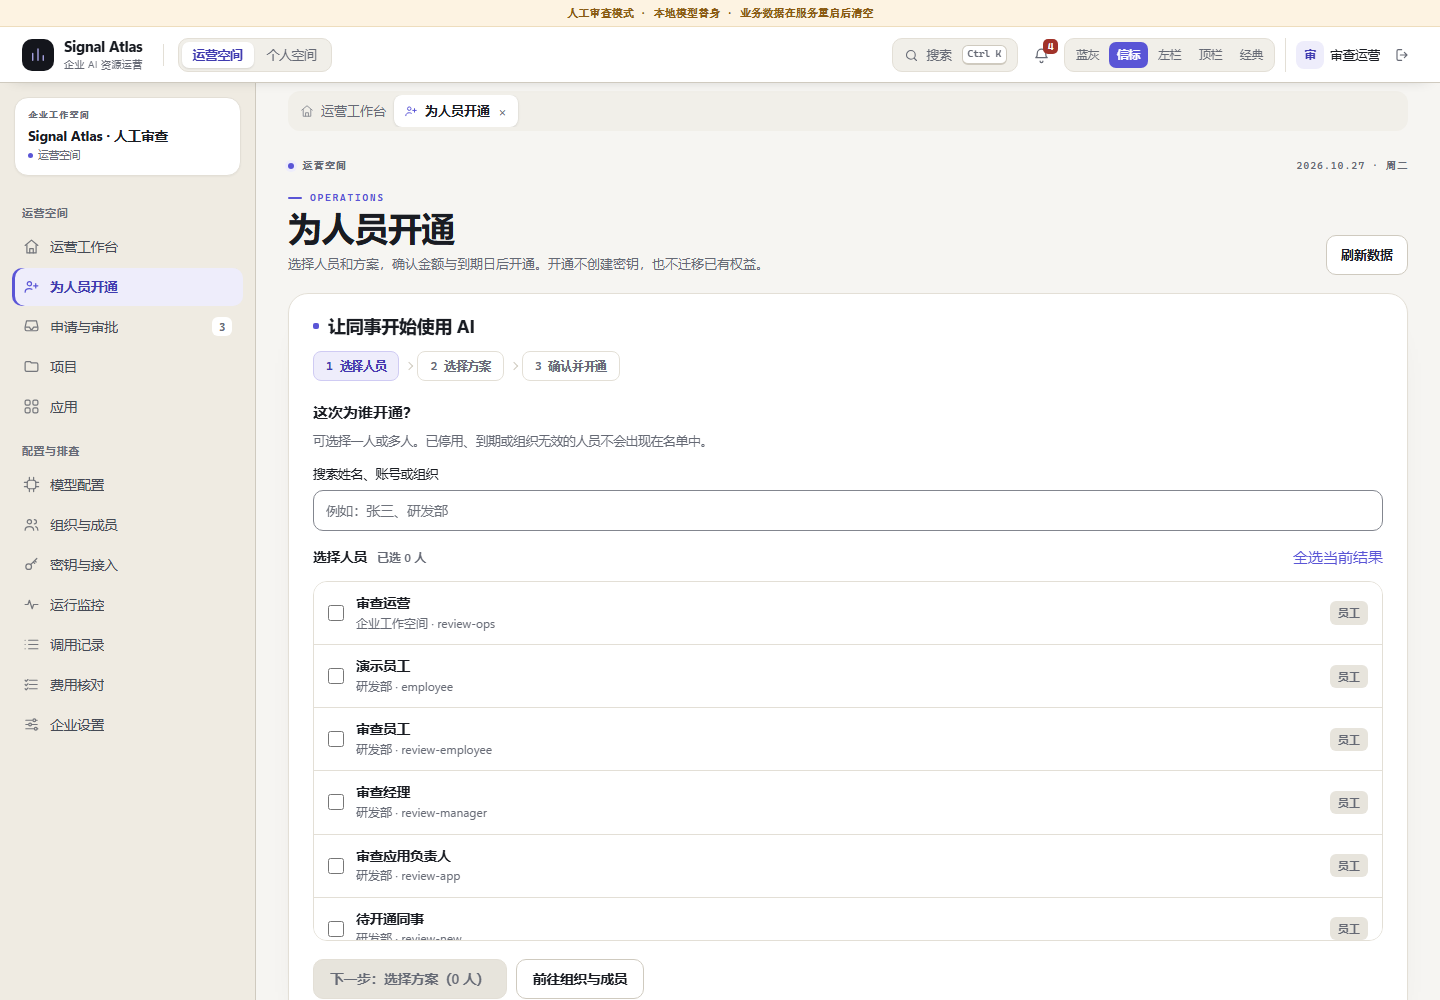 人工审查模式 · 本地模型替身 · 业务数据在服务重启后清空
Signal Atlas
企业 AI 资源运营
运营空间 个人空间
搜索 Ctrl K
4
蓝灰 信标 左栏 顶栏 经典
审 审查运营
企业工作空间
Signal Atlas · 人工审查
运营空间
运营空间
运营工作台
为人员开通
申请与审批 3
项目
应用
配置与排查
模型配置
组织与成员
密钥与接入
运行监控
调用记录
费用核对
企业设置
运营工作台 为人员开通 ×
运营空间
2026.10.27 · 周二
OPERATIONS
为人员开通
选择人员和方案，确认金额与到期日后开通。开通不创建密钥，也不迁移已有权益。
刷新数据
让同事开始使用 AI
1 选择人员 2 选择方案 3 确认并开通
这次为谁开通？
可选择一人或多人。已停用、到期或组织无效的人员不会出现在名单中。
搜索姓名、账号或组织
例如：张三、研发部
选择人员 已选 0 人
全选当前结果
审查运营
企业工作空间 · review-ops
员工
演示员工
研发部 · employee
员工
审查员工
研发部 · review-employee
员工
审查经理
研发部 · review-manager
员工
审查应用负责人
研发部 · review-app
员工
待开通同事
研发部 · review-new
员工
下一步：选择方案（0 人）
前往组织与成员